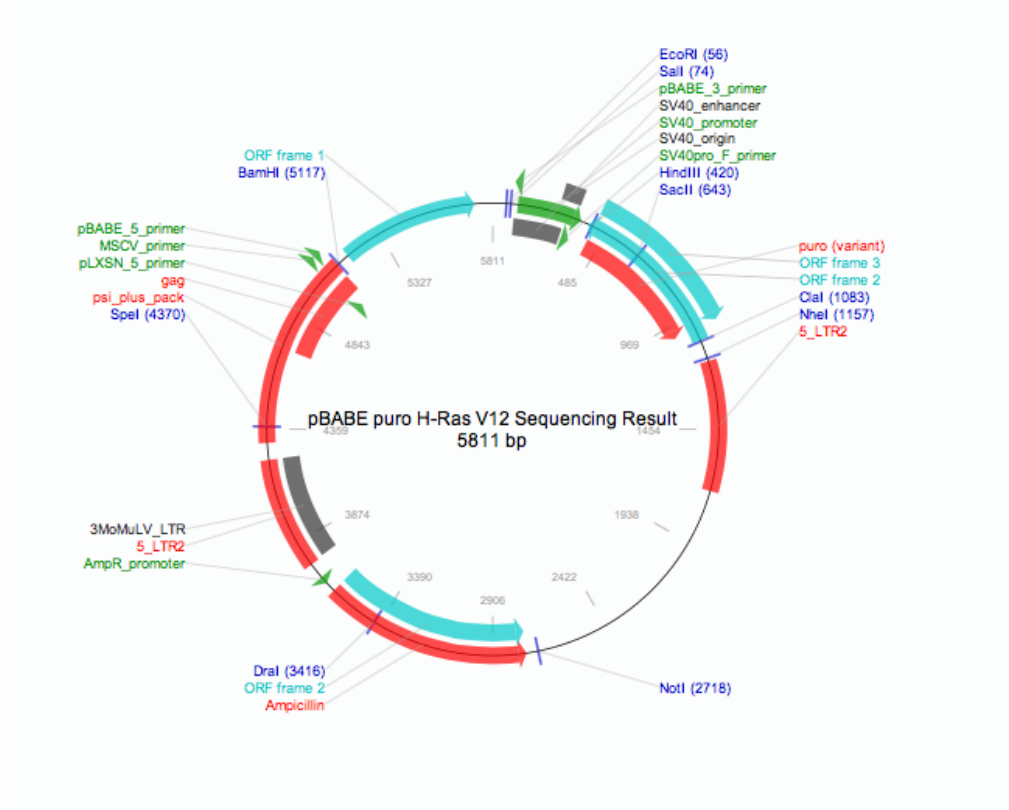 EcoRI (56)
SalI (74)
pBABE_3_primer
SV40_enhancer
SV40_promoter
SV40_origin
SV40pro_F_primer
HindIII (420)
SacII (643)
ORF frame 1
BamHI (5117)
pBABE_5_primer
MSCV_primer
pLXSN_5_primer
gag
psi_plus_pack
SpeI (4370)
puro (variant)
ORF frame 3
ORF frame 2
ClaI (1083)
NheI (1157)
5_LTR2
5811
485
5327
969
4843
pBABE puro H-Ras V12 Sequencing Result
5811 bp
4359
1454
3874
1938
3390
2422
2906
3MoMuLV_LTR
5_LTR2
AmpR_promoter
DraI (3416)
ORF frame 2
Ampicillin
NotI (2718)